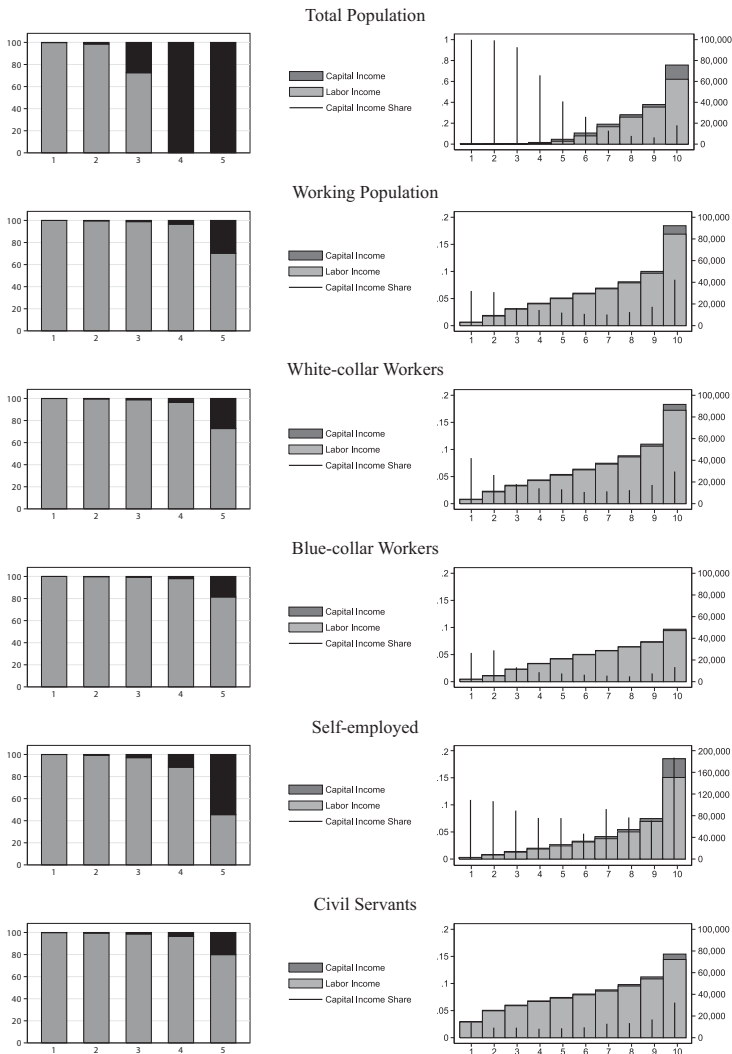 Total Population
100
80
60
40
20
0
1 2 3 4 5
Capital Income
Labor Income
Capital Income Share
1
.8
.6
.4
.2
0
100,000
80,000
60,000
40,000
20,000
0
1 2 3 4 5 6 7 8 9 10
Working Population
100
80
60
40
20
0
1 2 3 4 5
Capital Income
Labor Income
Capital Income Share
.2
.15
.1
.05
0
100,000
80,000
60,000
40,000
20,000
0
1 2 3 4 5 6 7 8 9 10
White-collar Workers
100
80
60
40
20
0
1 2 3 4 5
Capital Income
Labor Income
Capital Income Share
.2
.15
.1
.05
0
100,000
80,000
60,000
40,000
20,000
0
1 2 3 4 5 6 7 8 9 10
Blue-collar Workers
100
80
60
40
20
0
1 2 3 4 5
Capital Income
Labor Income
Capital Income Share
.2
.15
.1
.05
0
100,000
80,000
60,000
40,000
20,000
0
1 2 3 4 5 6 7 8 9 10
Self-employed
100
80
60
40
20
0
1 2 3 4 5
Capital Income
Labor Income
Capital Income Share
.2
.15
.1
.05
0
200,000
160,000
120,000
80,000
40,000
0
1 2 3 4 5 6 7 8 9 10
Civil Servants
100
80
60
40
20
0
1 2 3 4 5
Capital Income
Labor Income
Capital Income Share
.2
.15
.1
.05
0
100,000
80,000
60,000
40,000
20,000
0
1 2 3 4 5 6 7 8 9 10